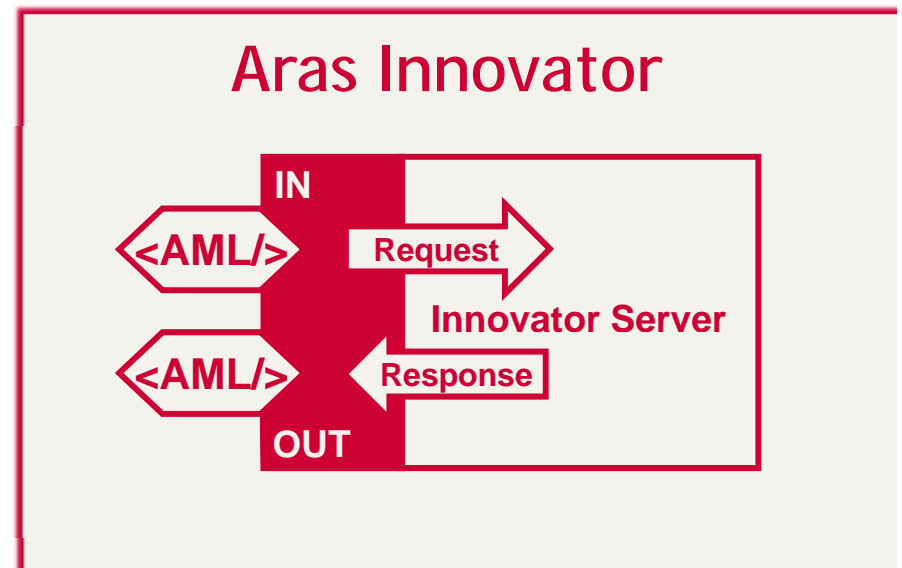 Aras Innovator
IN
<AML/>
Request
Innovator Server
<AML/>
Response
OUT